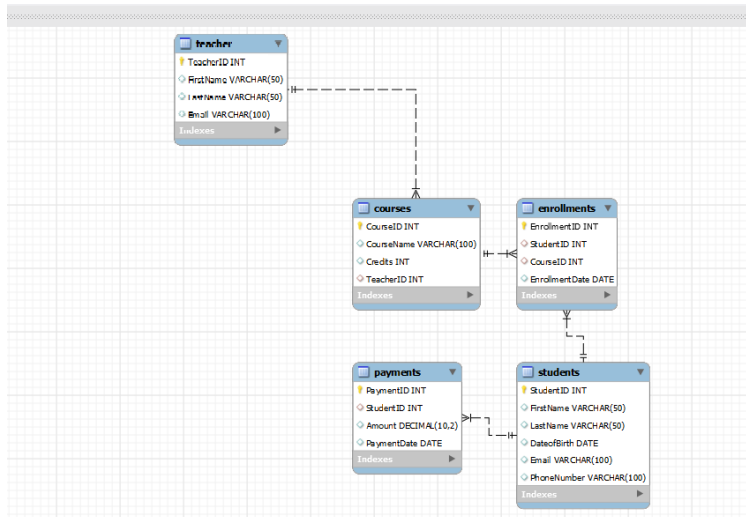 teacher
TeacherID INT
FirstName VARCHAR(50)
LastName VARCHAR(50)
Email VARCHAR(100)
Indexes
courses
CourseID INT
CourseName VARCHAR(100)
Credits INT
TeacherID INT
Indexes
enrollments
EnrollmentID INT
StudentID INT
CourseID INT
EnrollmentDate DATE
Indexes
payments
PaymentID INT
StudentID INT
Amount DECIMAL(10,2)
PaymentDate DATE
Indexes
students
StudentID INT
FirstName VARCHAR(50)
LastName VARCHAR(50)
DateofBirth DATE
Email VARCHAR(100)
PhoneNumber VARCHAR(100)
Indexes